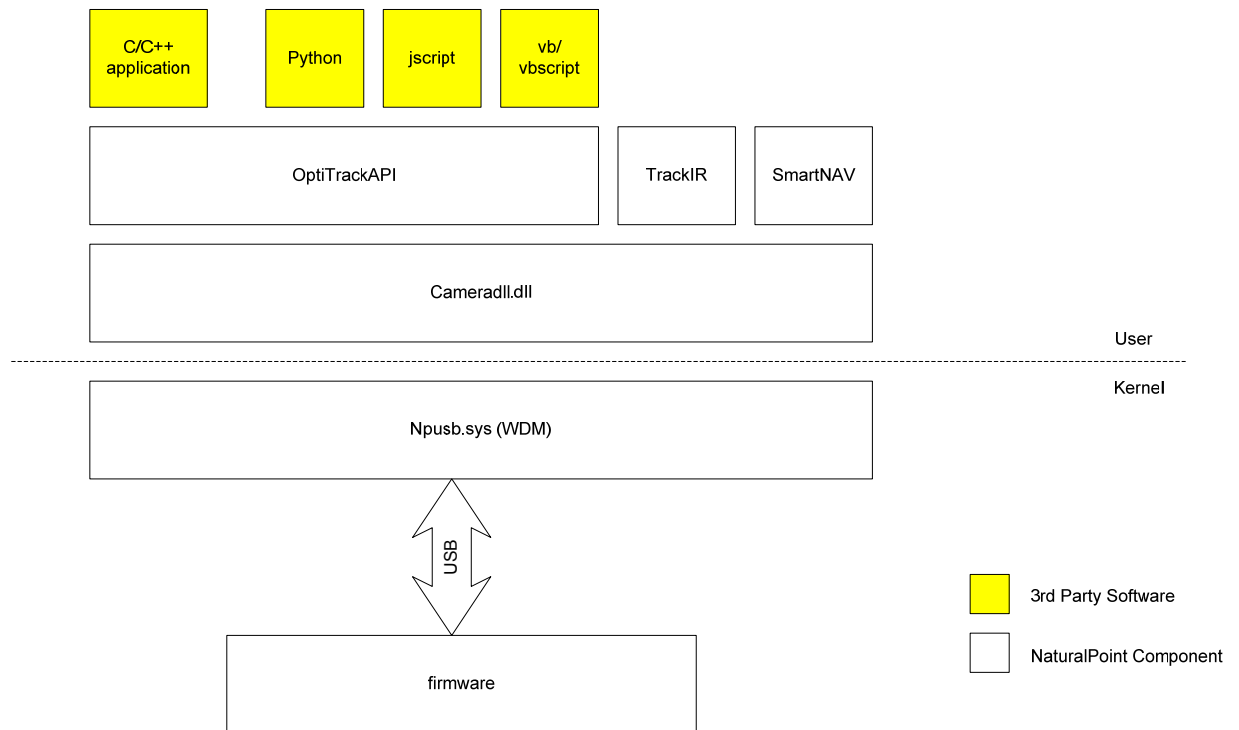 C/C++
application
Python
jscript
vb/
vbscript
OptiTrackAPI
TrackIR
SmartNAV
Cameradll.dll
User
Kernel
Npusb.sys (WDM)
USB
3rd Party Software
NaturalPoint Component
firmware